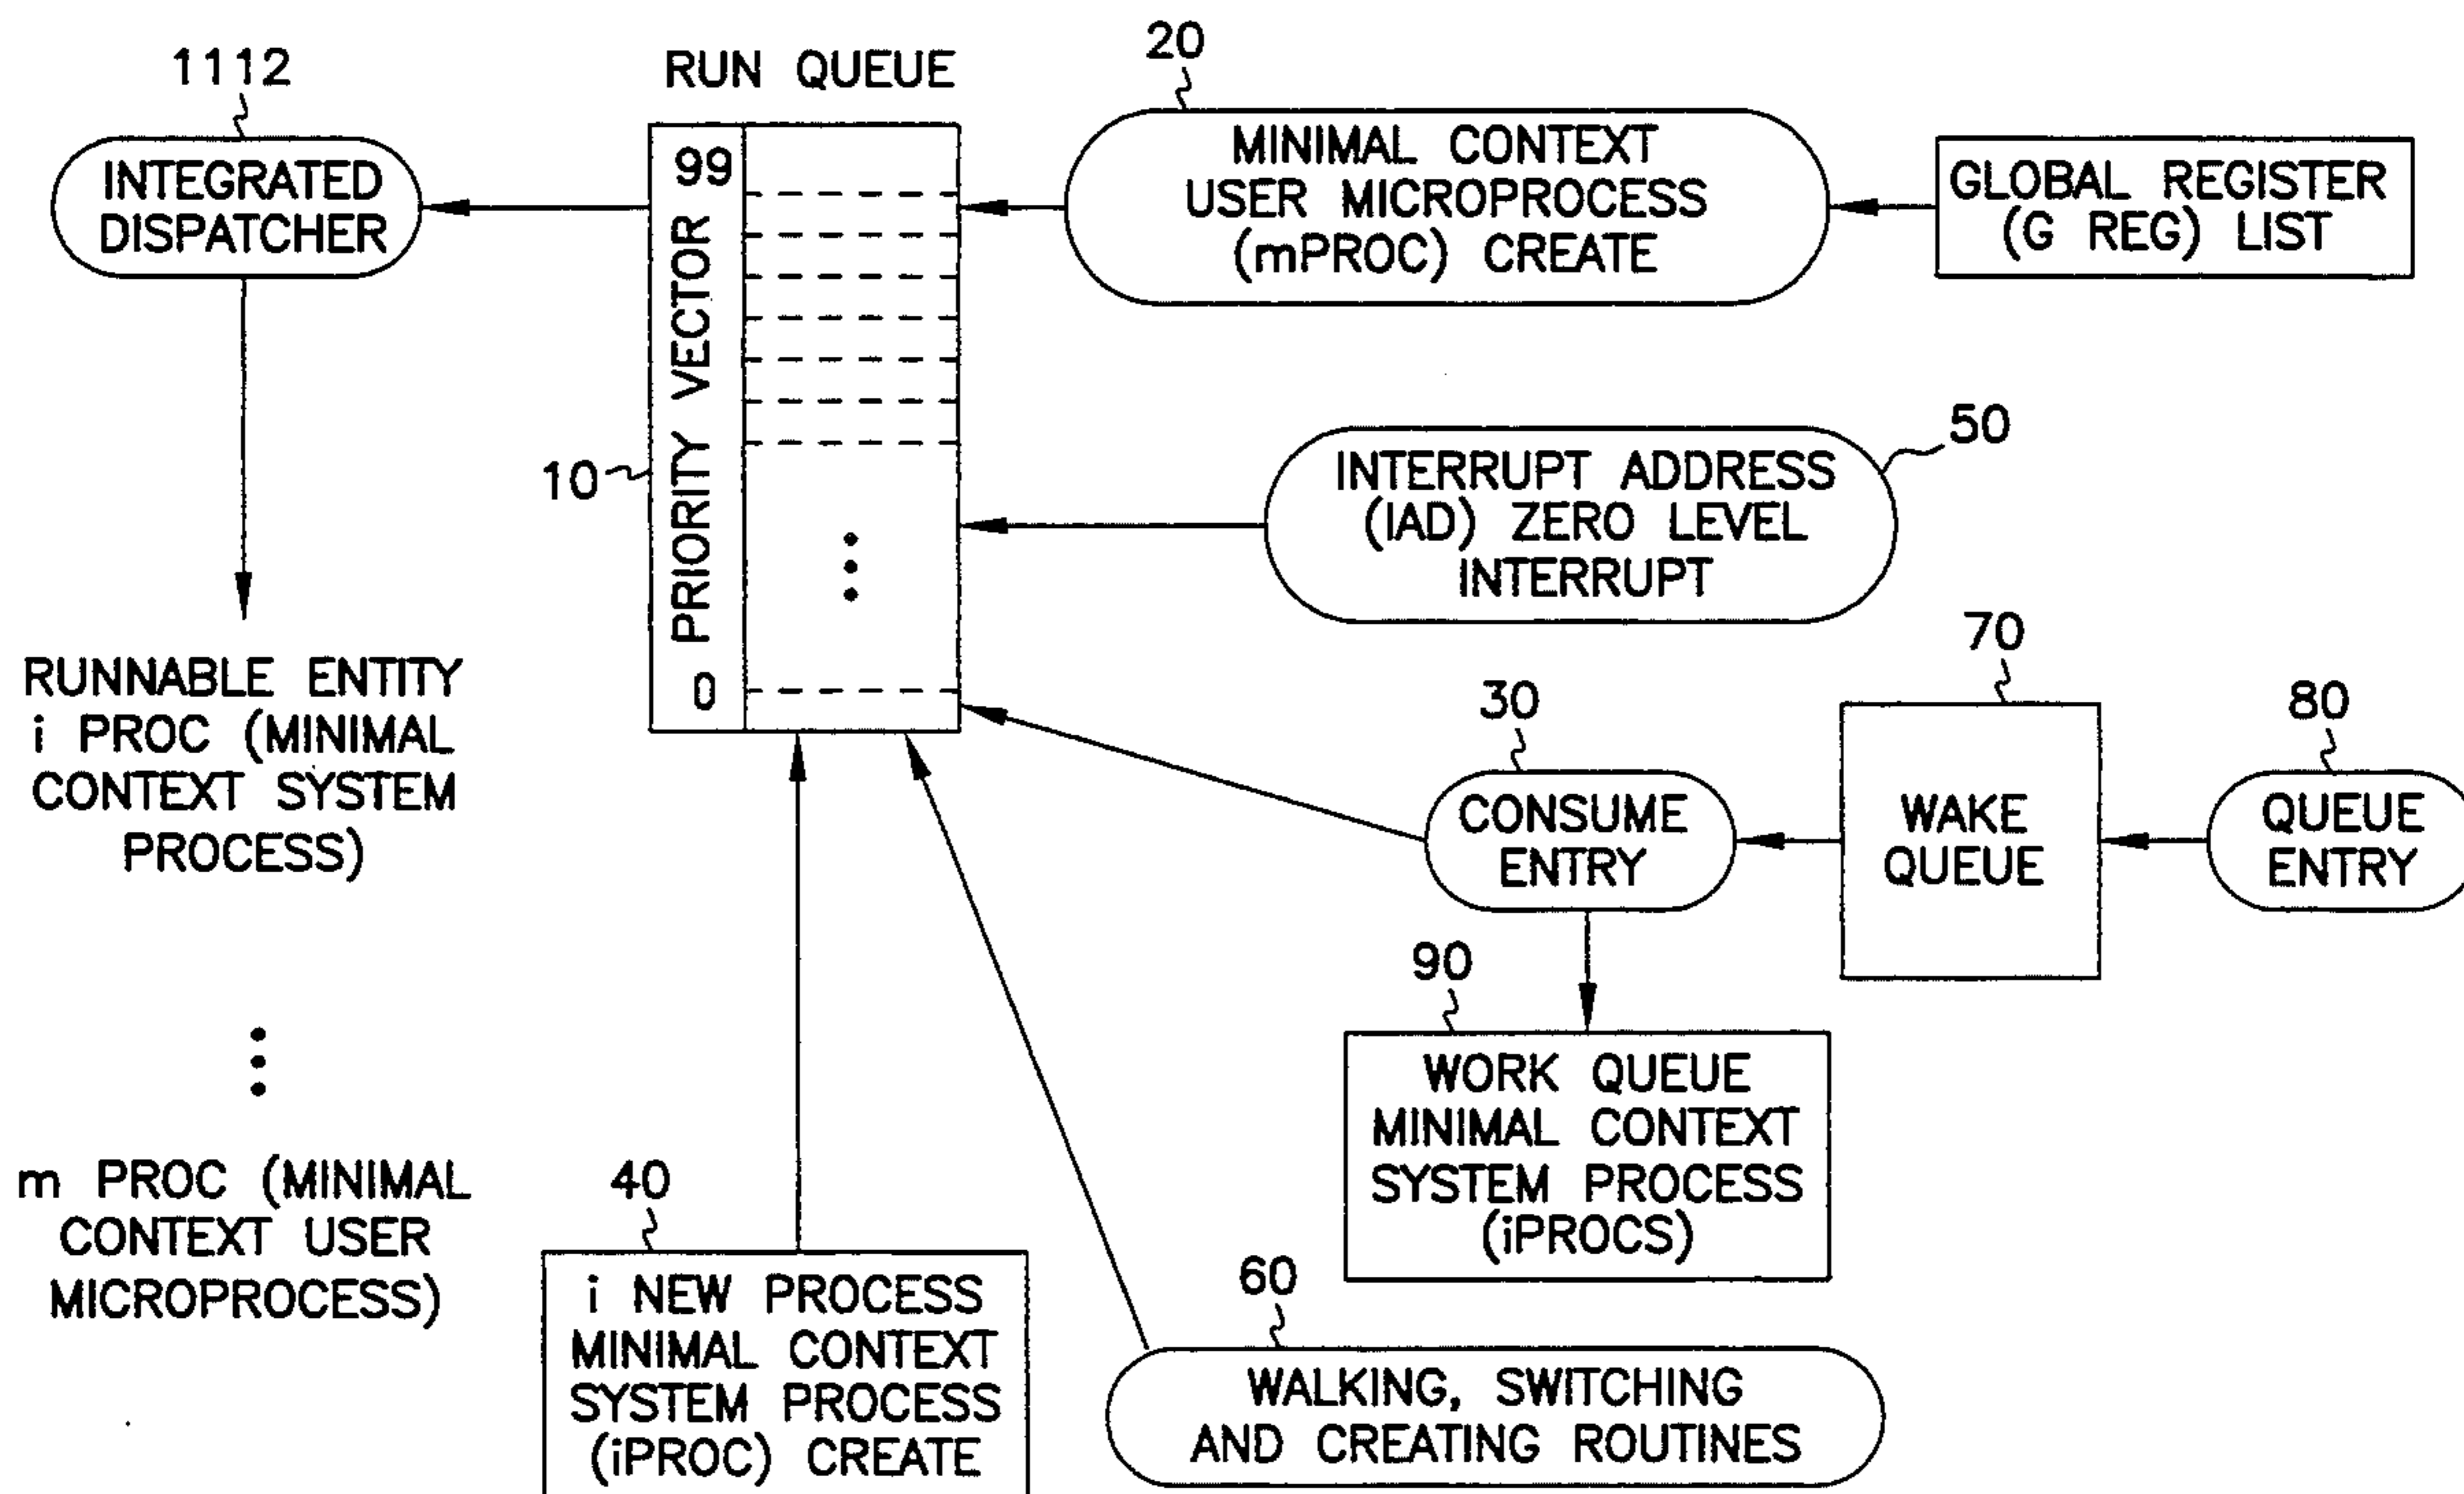 1112
INTEGRATED
DISPATCHER
RUN QUEUE
99
PRIORITY VECTOR
0
10
20
MINIMAL CONTEXT
USER MICROPROCESS
(mPROC) CREATE
GLOBAL REGISTER
(G REG) LIST
50
INTERRUPT ADDRESS
(IAD) ZERO LEVEL
INTERRUPT
RUNNABLE ENTITY
i PROC (MINIMAL
CONTEXT SYSTEM
PROCESS)
m PROC (MINIMAL
CONTEXT USER
MICROPROCESS)
30
CONSUME
ENTRY
70
WAKE
QUEUE
80
QUEUE
ENTRY
90
WORK QUEUE
MINIMAL CONTEXT
SYSTEM PROCESS
(iPROCS)
40
i NEW PROCESS
MINIMAL CONTEXT
SYSTEM PROCESS
(iPROC) CREATE
60
WALKING, SWITCHING
AND CREATING ROUTINES